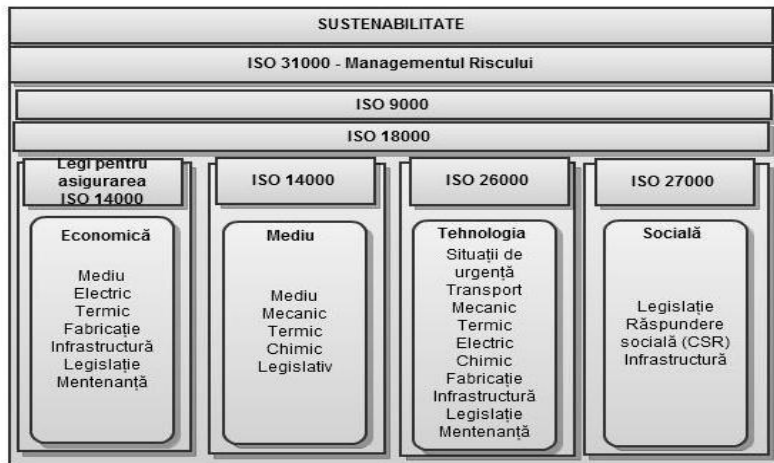 SUSTENABILITATE
ISO 31000 - Managementul Riscului
ISO 9000
ISO 18000
Legi pentru
asigurarea
ISO 14000
Economică
Mediu
Electric
Termic
Fabricație
Infrastructură
Legislație
Mentenanță
ISO 14000
Mediu
Mediu
Mecanic
Termic
Chimic
Legislativ
ISO 26000
Tehnologia
Situații de
urgență
Transport
Mecanic
Termic
Electric
Chimic
Fabricație
Infrastructură
Legislație
Mentenanță
ISO 27000
Socială
Legislație
Răspundere
socială (CSR)
Infrastructură